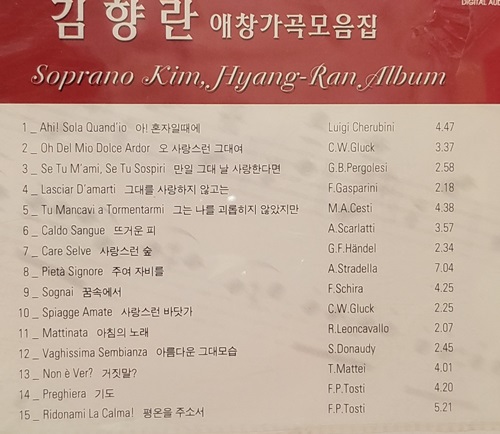 김향란 애창가곡모음집
DIGITAL AUD
Soprano Kim, Hyang-Ran Album
1 _ Ahi! Sola Quand'io 아! 혼자일때에 Luigi Cherubini 4.47
2 _ Oh Del Mio Dolce Ardor 오 사랑스런 그대여 C.W.Gluck 3.37
3 _ Se Tu M'ami, Se Tu Sospiri 만일 그대 날 사랑한다면 G.B.Pergolesi 2.58
4 _ Lasciar D'amarti 그대를 사랑하지 않고는 F.Gasparini 2.18
5 _ Tu Mancavi a Tormentarmi 그는 나를 괴롭히지 않았지만 M.A.Cesti 4.38
6 _ Caldo Sangue 뜨거운 피 A.Scarlatti 3.57
7 _ Care Selve 사랑스런 숲 G.F.Händel 2.34
8 _ Pietà Signore 주여 자비를 A.Stradella 7.04
9 _ Sognai 꿈속에서 F.Schira 4.25
10 _ Spiagge Amate 사랑스런 바닷가 C.W.Gluck 2.25
11 _ Mattinata 아침의 노래 R.Leoncavallo 2.07
12 _ Vaghissima Sembianza 아름다운 그대모습 S.Donaudy 2.45
13 _ Non è Ver? 거짓말? T.Mattei 4.01
14 _ Preghiera 기도 F.P.Tosti 4.20
15 _ Ridonami La Calma! 평온을 주소서 F.P.Tosti 5.21